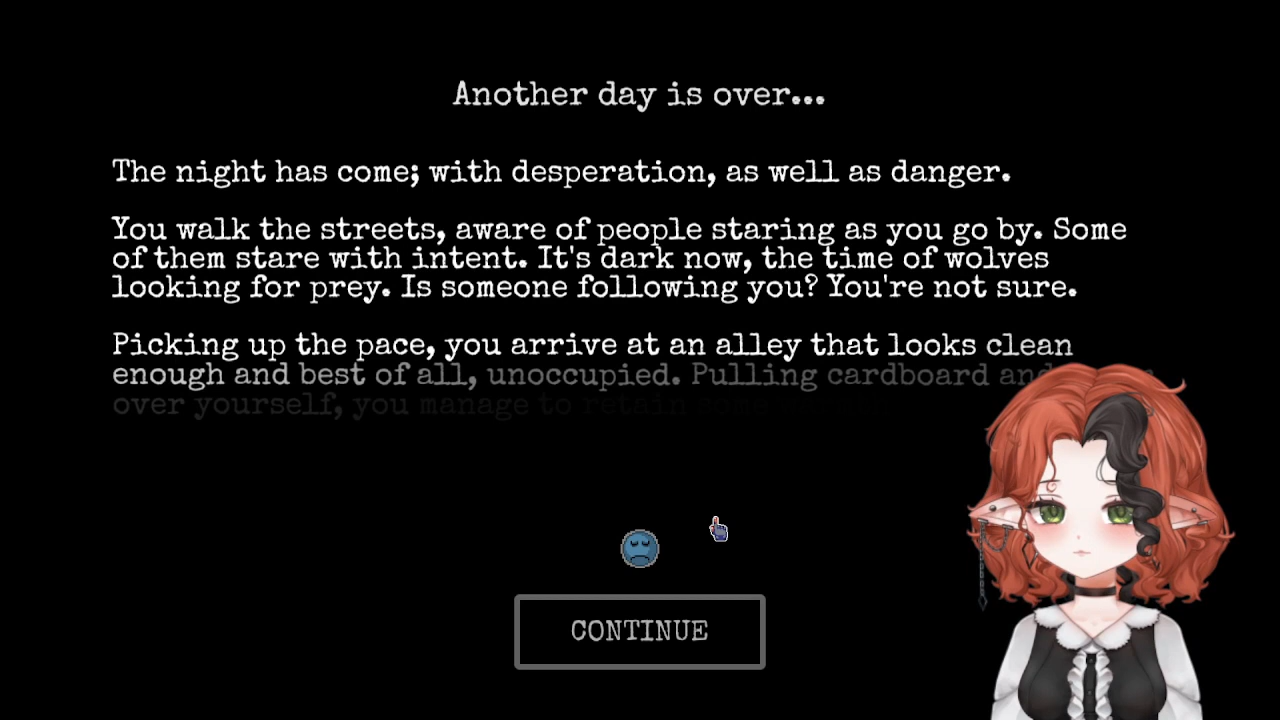 Another day is over...
The night has come; with desperation, as well as danger.
You walk the streets, aware of people staring as you go by. Some
of them stare with intent. It's dark now, the time of wolves
looking for prey. Is someone following you? You're not sure.
Picking up the pace, you arrive at an alley that looks clean
enough and best of all, unoccupied. Pulling cardboard and
over yourself, you manage to retain some
CONTINUE